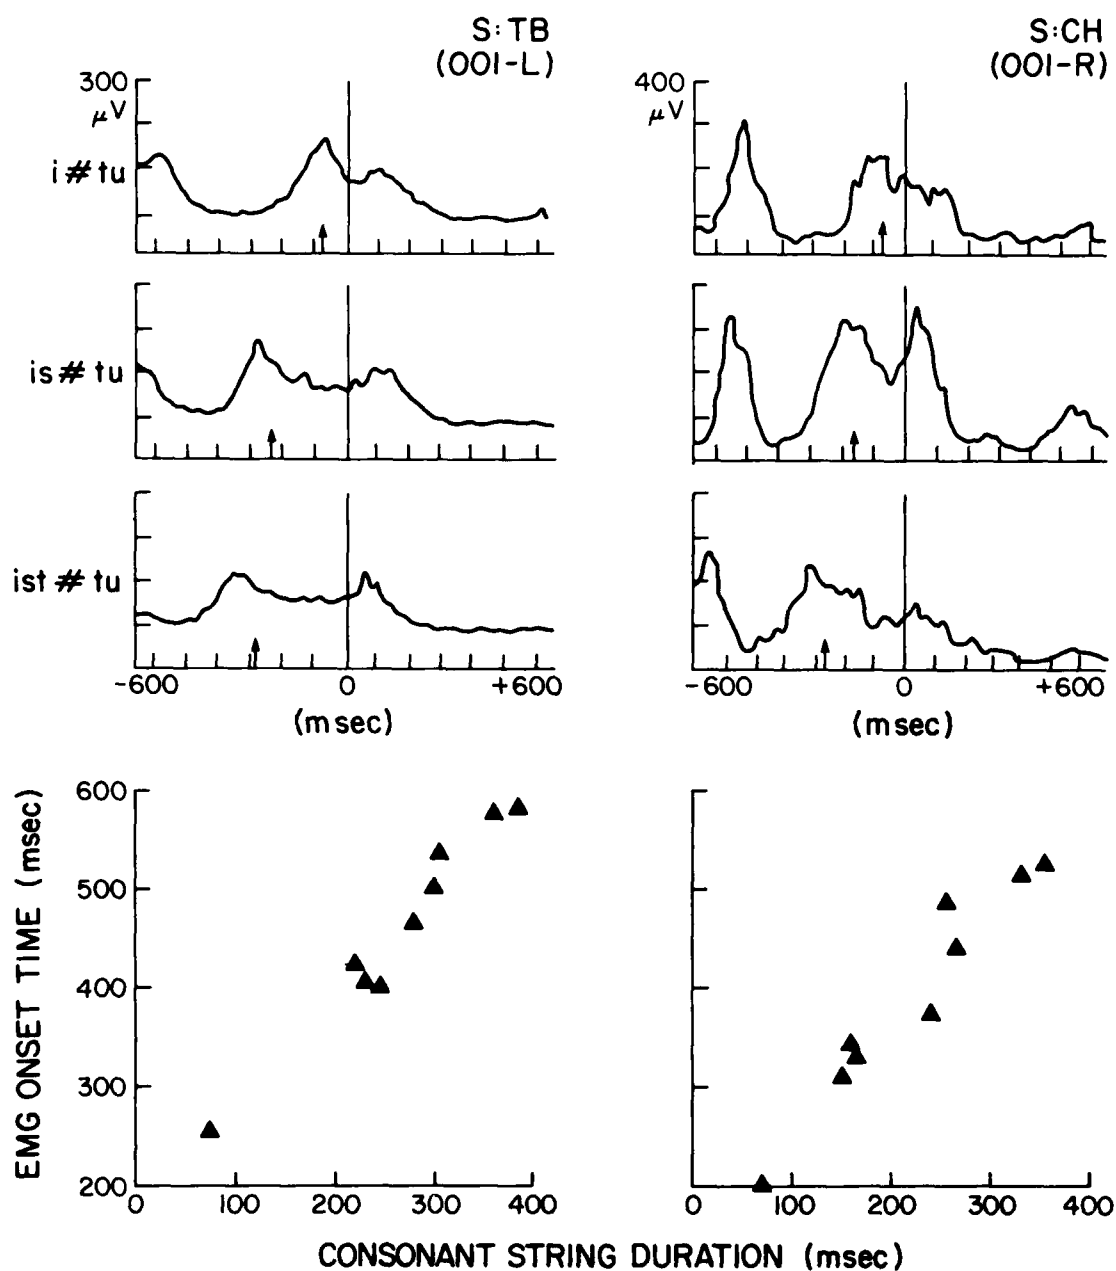 S:TB
(OOI-L)
S:CH
(OOI-R)
300
μV
400
μV
i#tu
is#tu
ist#tu
-600 0 +600
(msec)
-600 0 +600
(msec)
EMG ONSET TIME (msec)
600
500
400
300
200
0 100 200 300 400
0 100 200 300 400
CONSONANT STRING DURATION (msec)